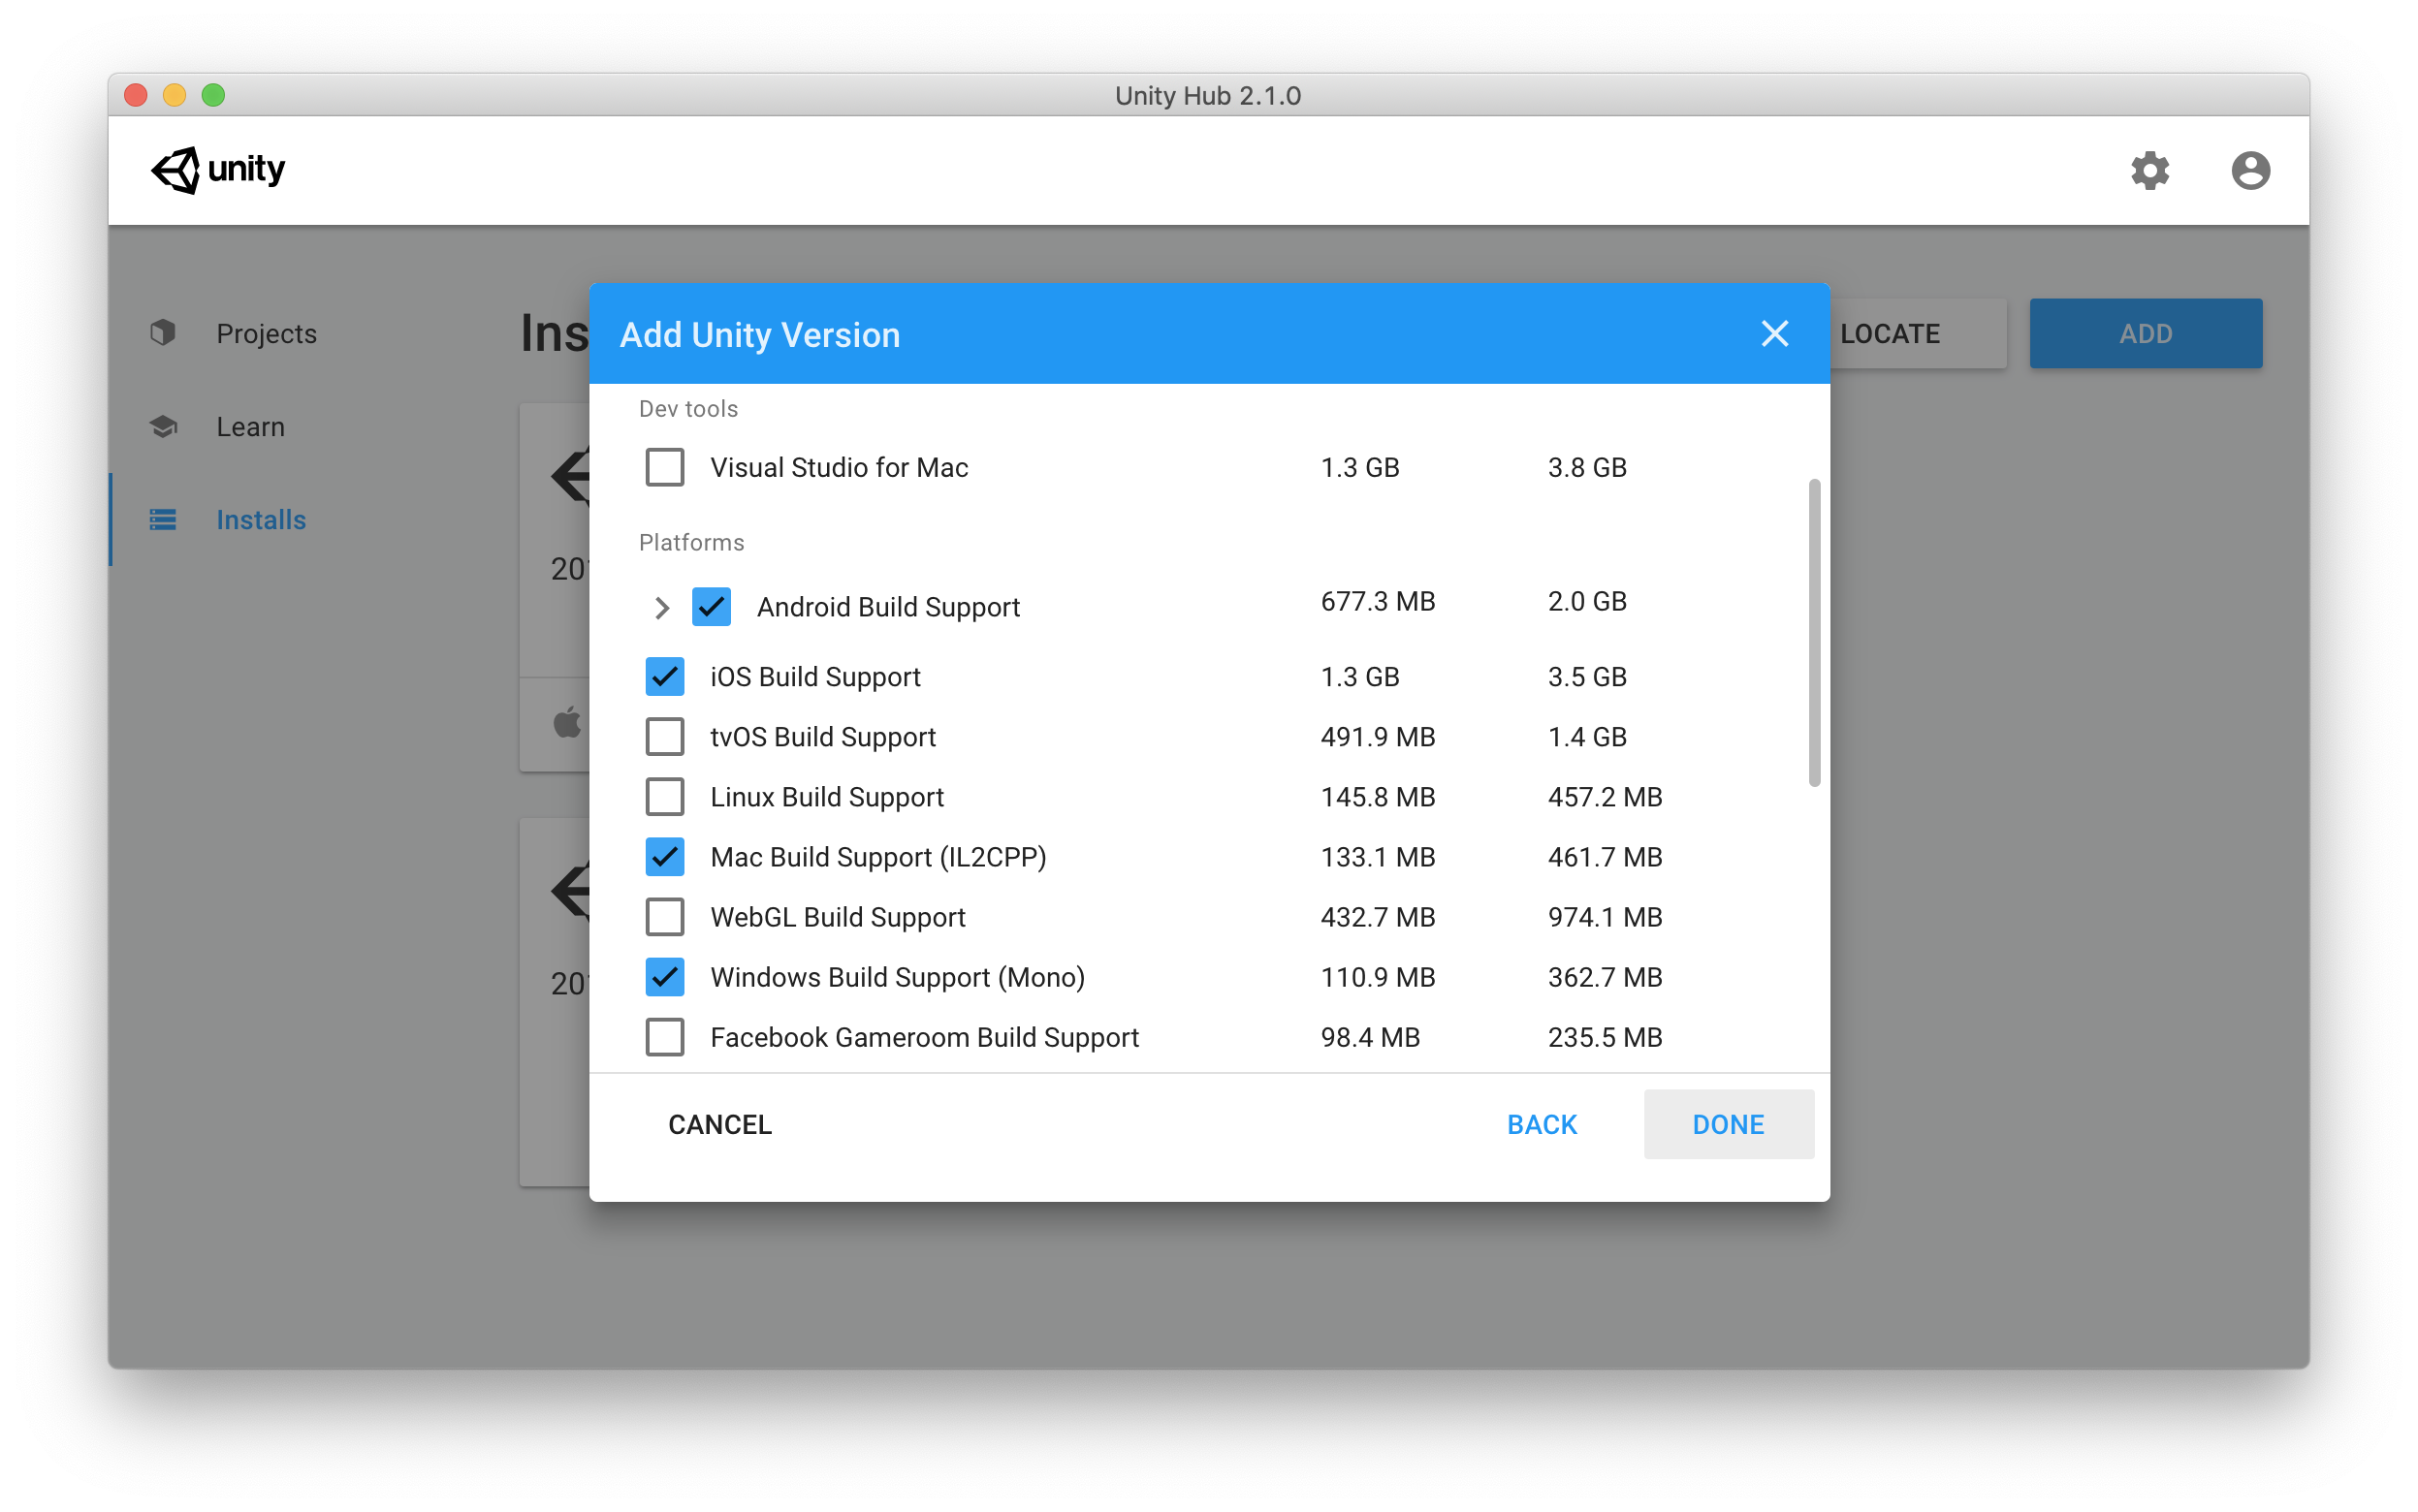 Unity Hub 2.1.0
unity
Projects
Learn
Installs
Ins
LOCATE
ADD
201
201
Add Unity Version
Dev tools
Visual Studio for Mac 1.3 GB 3.8 GB
Platforms
Android Build Support 677.3 MB 2.0 GB
iOS Build Support 1.3 GB 3.5 GB
tvOS Build Support 491.9 MB 1.4 GB
Linux Build Support 145.8 MB 457.2 MB
Mac Build Support (IL2CPP) 133.1 MB 461.7 MB
WebGL Build Support 432.7 MB 974.1 MB
Windows Build Support (Mono) 110.9 MB 362.7 MB
Facebook Gameroom Build Support 98.4 MB 235.5 MB
CANCEL BACK DONE